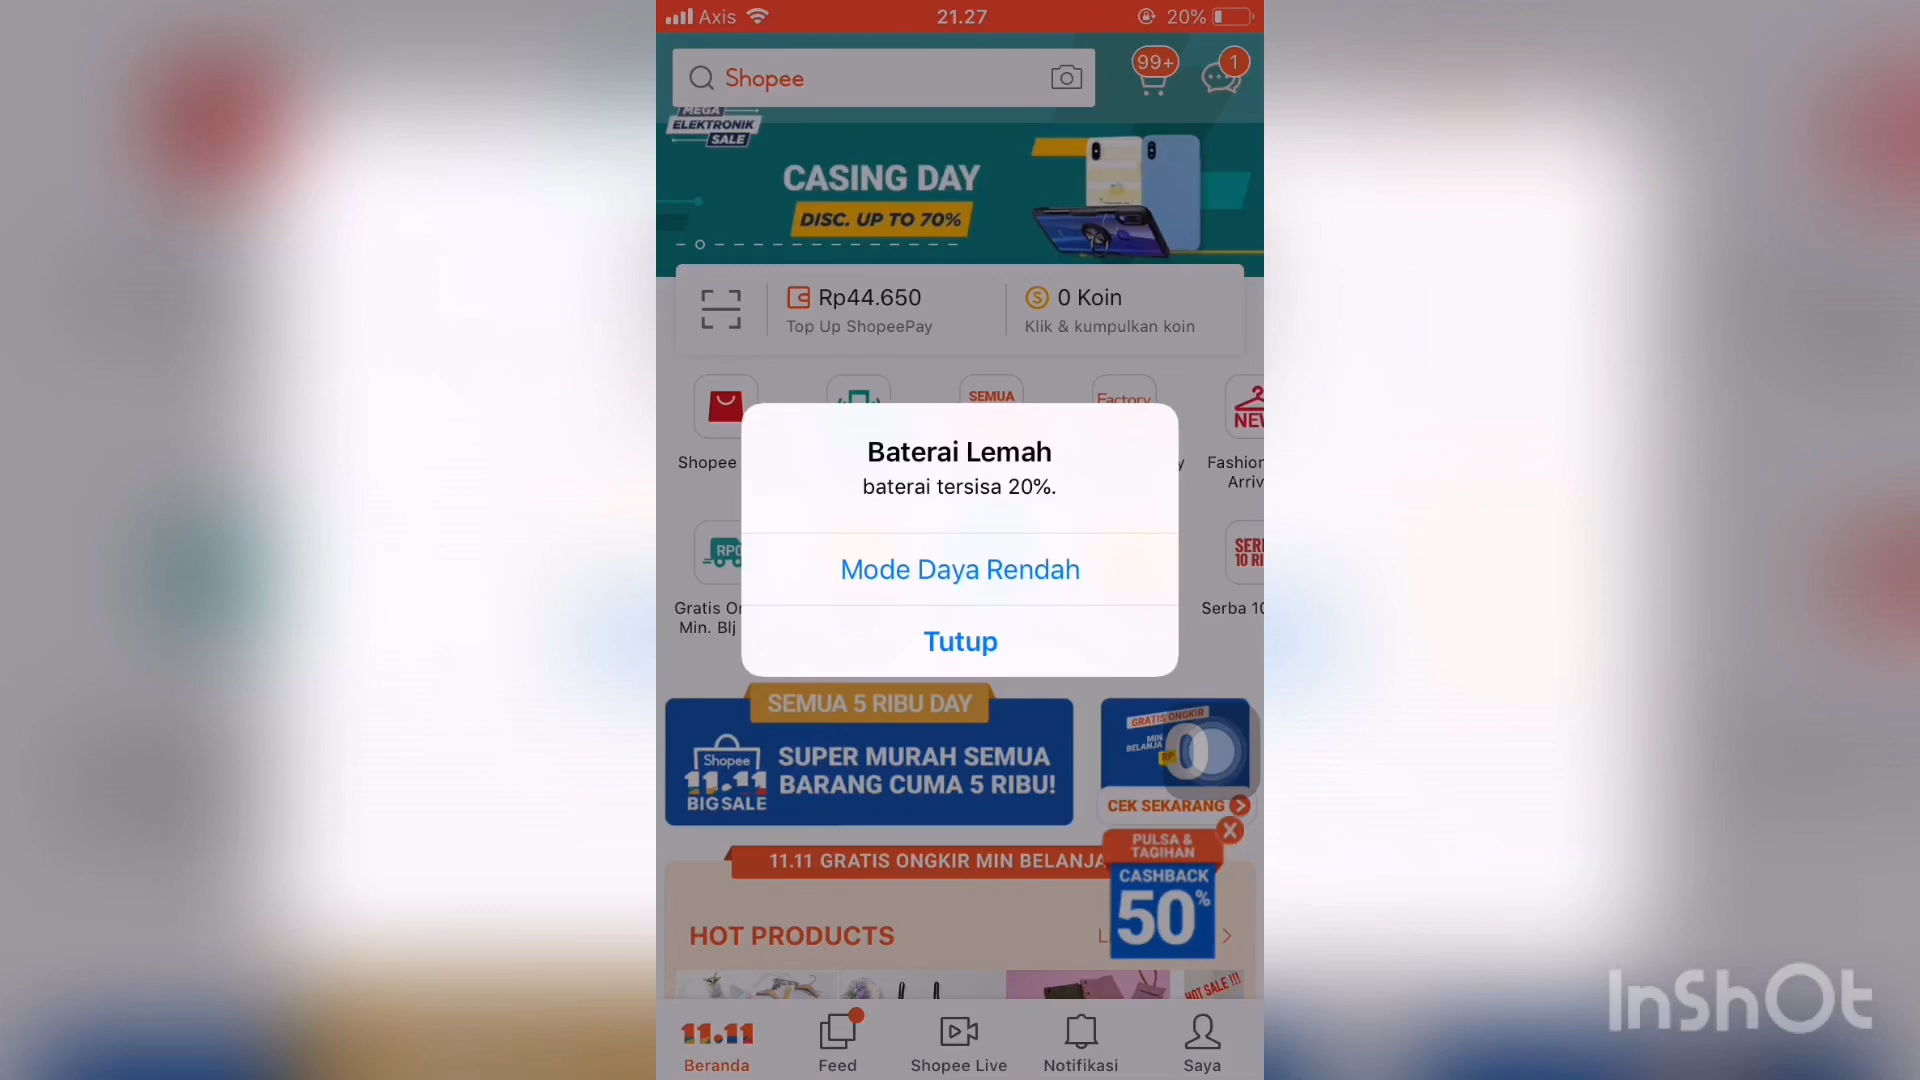 Axis
21.27
20%
Shopee
99+
1
MEGA
ELEKTRONIK
SALE
CASING DAY
DISC. UP TO 70%
Rp44.650
Top Up ShopeePay
0 Koin
Klik & kumpulkan koin
SEMUA
Factory
NEW
Shopee
y
Fashion
Arriv
Baterai Lemah
baterai tersisa 20%.
Mode Daya Rendah
Tutup
RP0
SERB
10 RI
Gratis On
Min. Blj
Serba 10
SEMUA 5 RIBU DAY
Shopee
11.11
BIG SALE
SUPER MURAH SEMUA
BARANG CUMA 5 RIBU!
GRATIS ONGKIR
MIN.
BELANJA
RP
0
CEK SEKARANG
X
PULSA &
TAGIHAN
CASHBACK
50%
11.11 GRATIS ONGKIR MIN BELANJA
HOT PRODUCTS
L
HOT SALE !!!
11.11
Beranda
Feed
Shopee Live
Notifikasi
Saya
InShOt